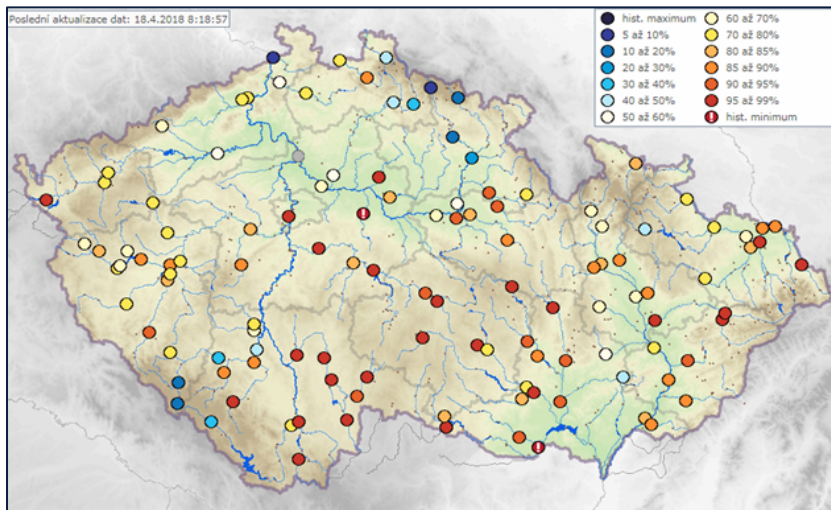 Poslední aktualizace dat: 18.4.2018 8:18:57
hist. maximum
5 až 10%
10 až 20%
20 až 30%
30 až 40%
40 až 50%
50 až 60%
60 až 70%
70 až 80%
80 až 85%
85 až 90%
90 až 95%
95 až 99%
hist. minimum